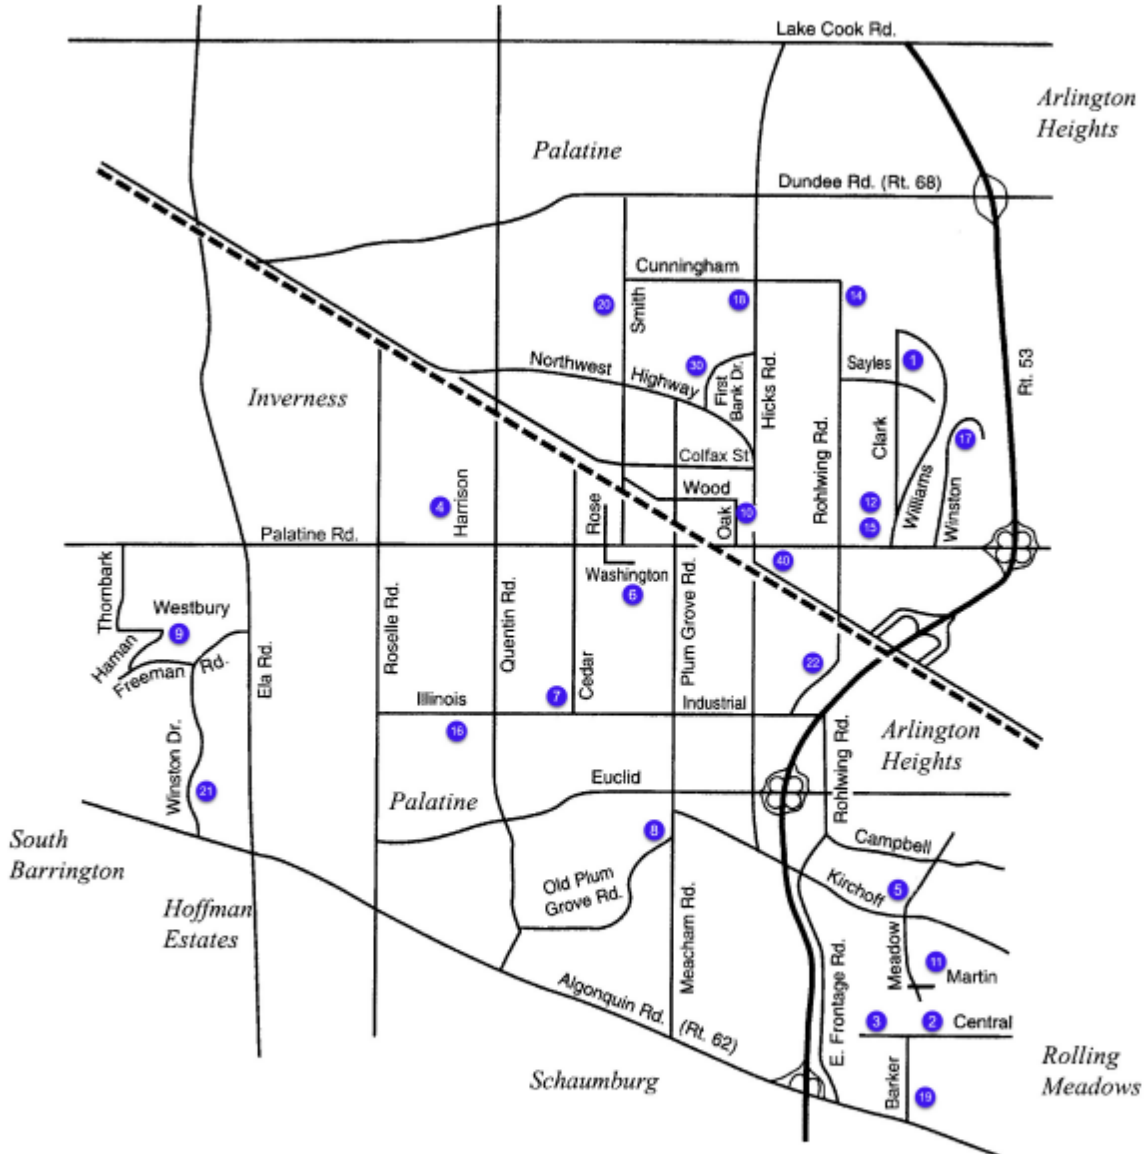 Lake Cook Rd.
Arlington
Heights
Palatine
Dundee Rd. (Rt. 68)
Cunningham
20
Smith
18
14
Northwest
Highway
30
First
Bank Dr.
Hicks Rd.
Sayles
1
Rt. 53
Inverness
Rohlwing Rd.
Clark
17
Colfax St
Wood
Harrison
4
Rose
Oak
10
12
15
Williams
Winston
Palatine Rd.
40
Thornbark
Westbury
9
Haman
Freeman Rd.
Ela Rd.
Roselle Rd.
Quentin Rd.
Washington
6
Cedar
Plum Grove Rd.
22
Illinois
7
Industrial
16
Winston Dr.
21
Palatine
Euclid
Arlington
Heights
Rohlwing Rd.
8
Campbell
South
Barrington
Old Plum
Grove Rd.
Kirchoff
5
Hoffman
Estates
Meacham Rd.
E. Frontage Rd.
Meadow
11
Martin
Algonquin Rd. (Rt. 62)
3
2
Central
Schaumburg
Barker
19
Rolling
Meadows